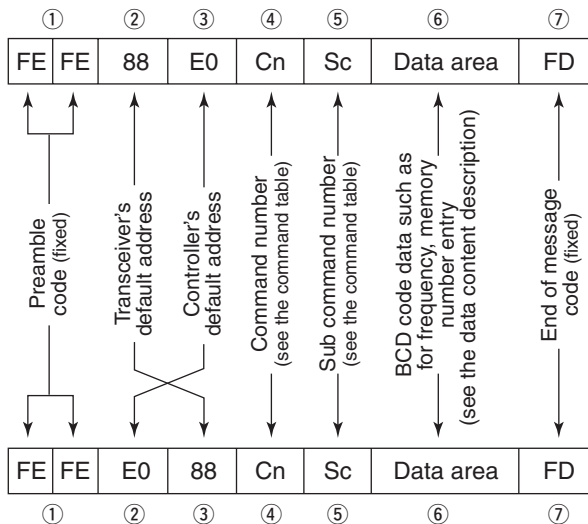 ① ② ③ ④ ⑤ ⑥ ⑦
FE FE 88 E0 Cn Sc Data area FD
Preamble
code (fixed)
Transceiver’s
default address
Controller’s
default address
Command number
(see the command table)
Sub command number
(see the command table)
BCD code data such as
for frequency, memory
number entry
(see the data content description)
End of message
code (fixed)
FE FE E0 88 Cn Sc Data area FD
① ② ③ ④ ⑤ ⑥ ⑦